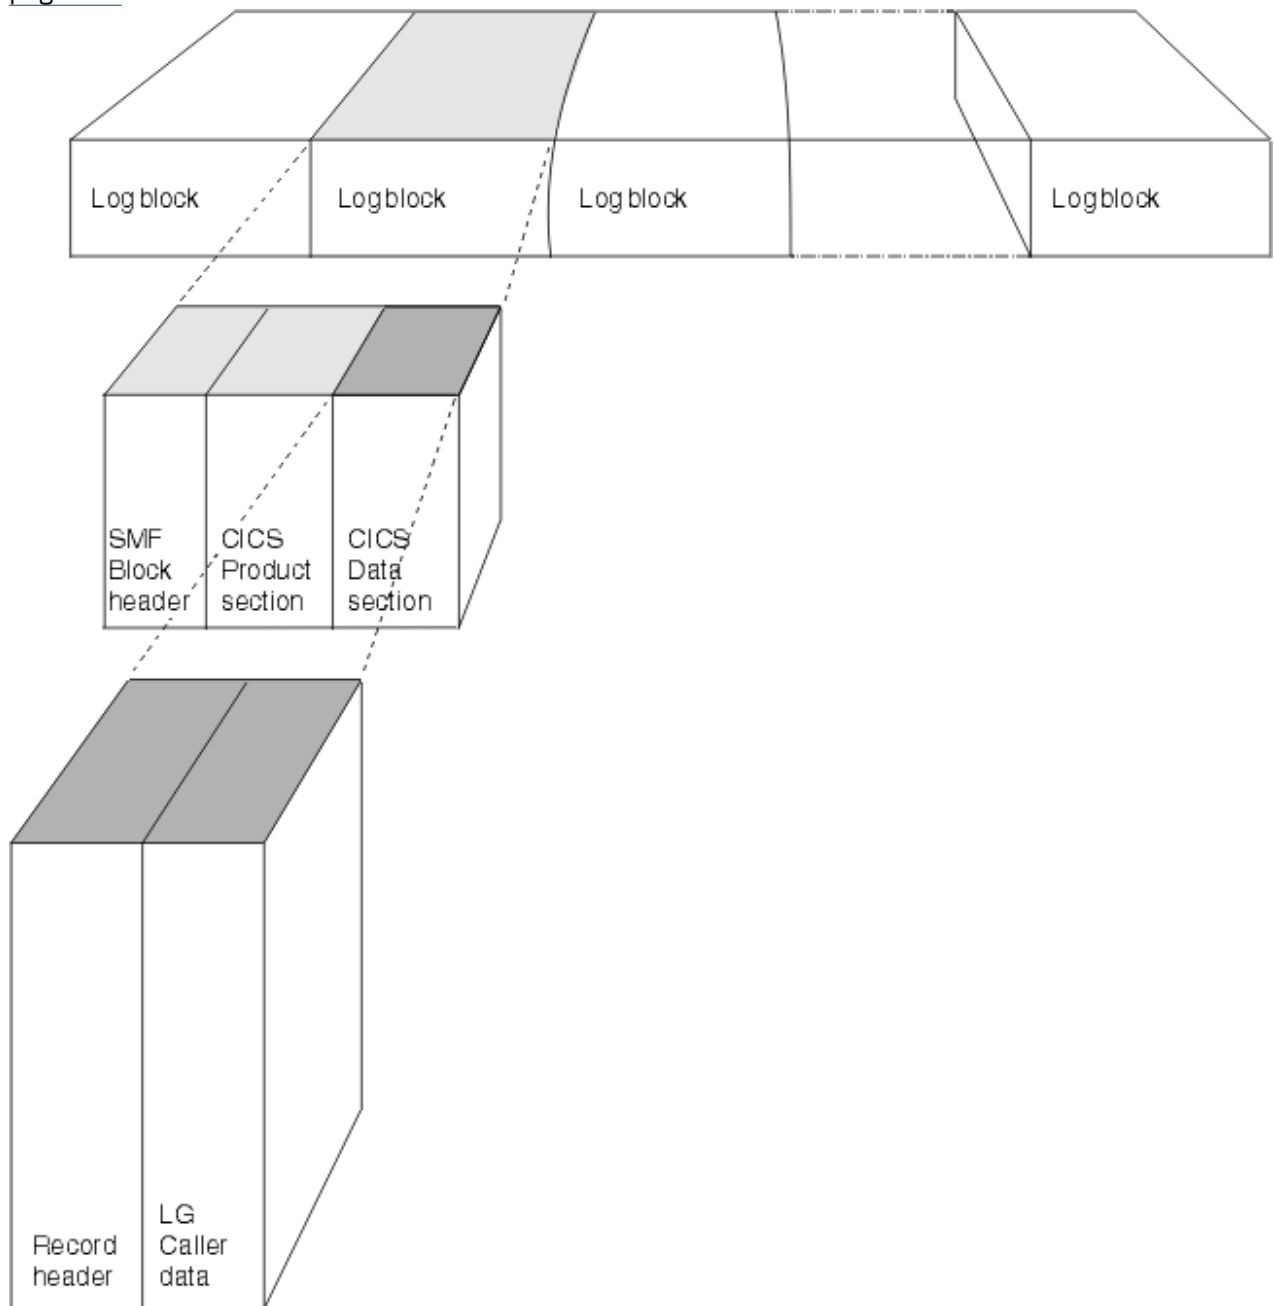 Log block
Log block
Log block
Log block
SMF
Block
header
CICS
Product
section
CICS
Data
section
Record
header
LG
Caller
data